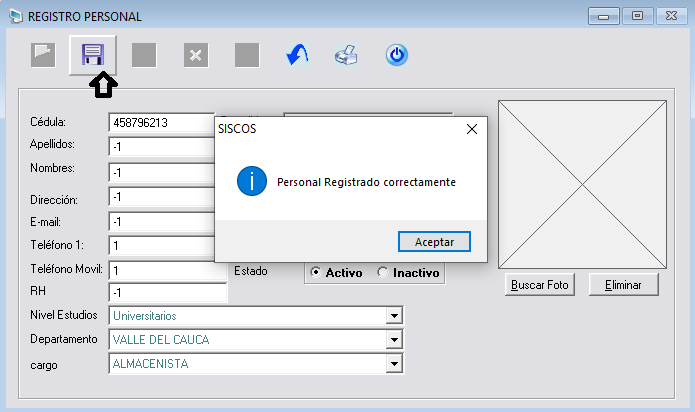 REGISTRO PERSONAL
Cédula: 458796213
SISCOS
Apellidos: -1
Nombres: -1
Personal Registrado correctamente
Dirección: -1
E-mail: -1
Teléfono 1: 1
Aceptar
Teléfono Movil: 1 Estado Activo Inactivo
Buscar Foto Eliminar
RH -1
Nivel Estudios Universitarios
Departamento VALLE DEL CAUCA
cargo ALMACENISTA